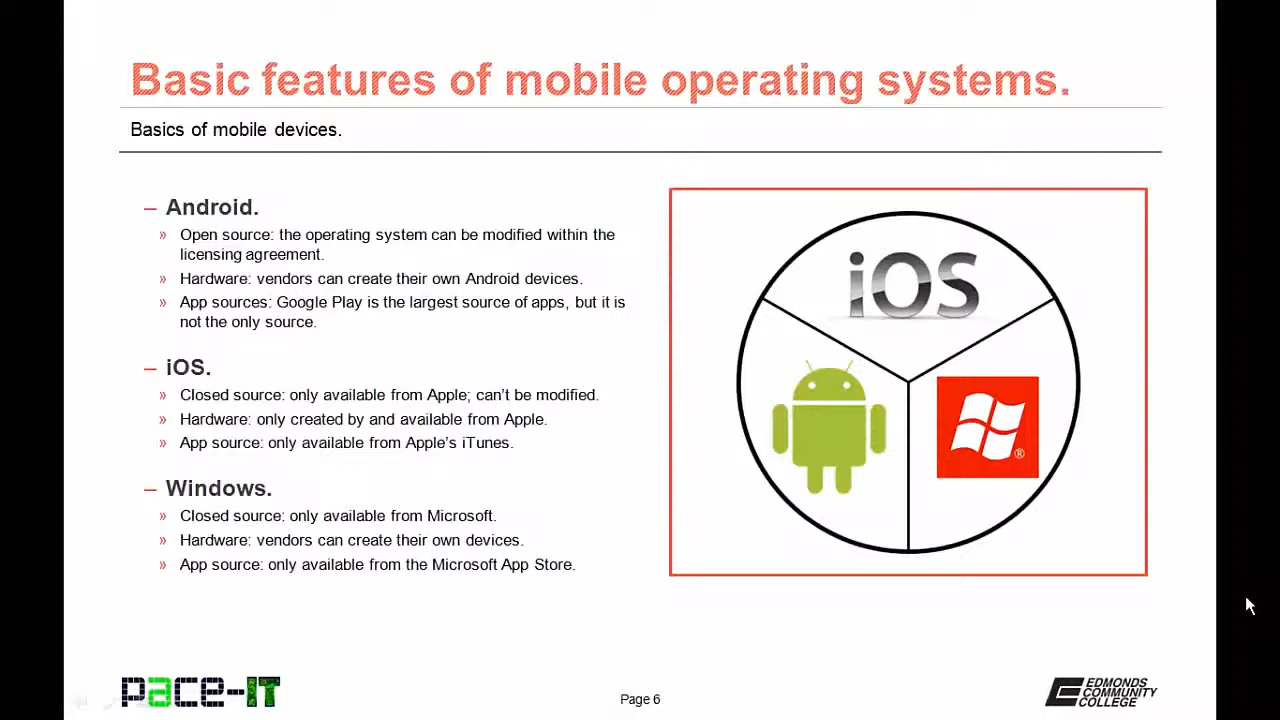 Basic features of mobile operating systems.
Basics of mobile devices.
– Android.
» Open source: the operating system can be modified within the
licensing agreement.
» Hardware: vendors can create their own Android devices.
» App sources: Google Play is the largest source of apps, but it is
not the only source.
– iOS.
» Closed source: only available from Apple; can’t be modified.
» Hardware: only created by and available from Apple.
» App source: only available from Apple’s iTunes.
– Windows.
» Closed source: only available from Microsoft.
» Hardware: vendors can create their own devices.
» App source: only available from the Microsoft App Store.
iOS
®
pace-IT
Page 6
EDMONDS
COMMUNITY
COLLEGE